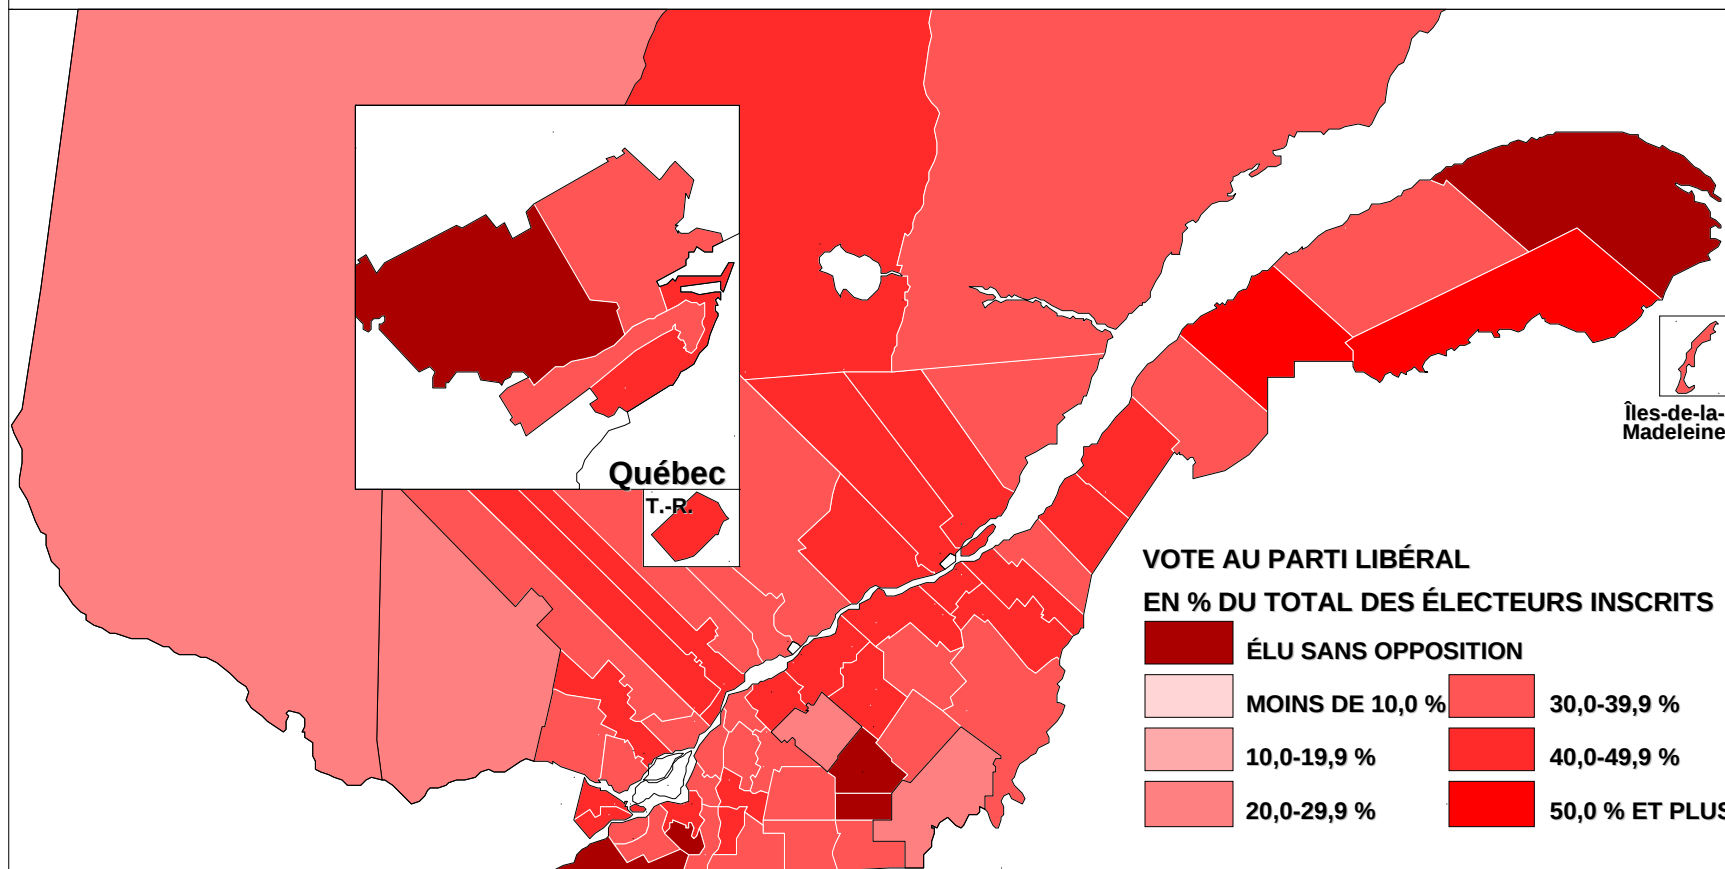 Québec
T.-R.
Îles-de-la-
Madeleine
VOTE AU PARTI LIBÉRAL
EN % DU TOTAL DES ÉLECTEURS INSCRITS
ÉLU SANS OPPOSITION
MOINS DE 10,0 %
30,0-39,9 %
10,0-19,9 %
40,0-49,9 %
20,0-29,9 %
50,0 % ET PLUS